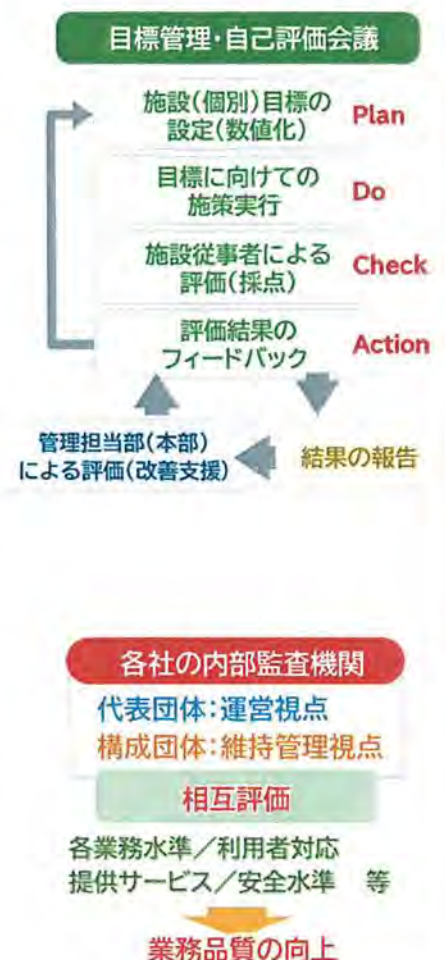 目標管理・自己評価会議
施設(個別)目標の
設定(数値化)
Plan
目標に向けての
施策実行
Do
施設従事者による
評価(採点)
Check
評価結果の
フィードバック
Action
管理担当部(本部)
による評価(改善支援)
結果の報告
各社の内部監査機関
代表団体:運営視点
構成団体:維持管理視点
相互評価
各業務水準/利用者対応
提供サービス/安全水準 等
業務品質の向上